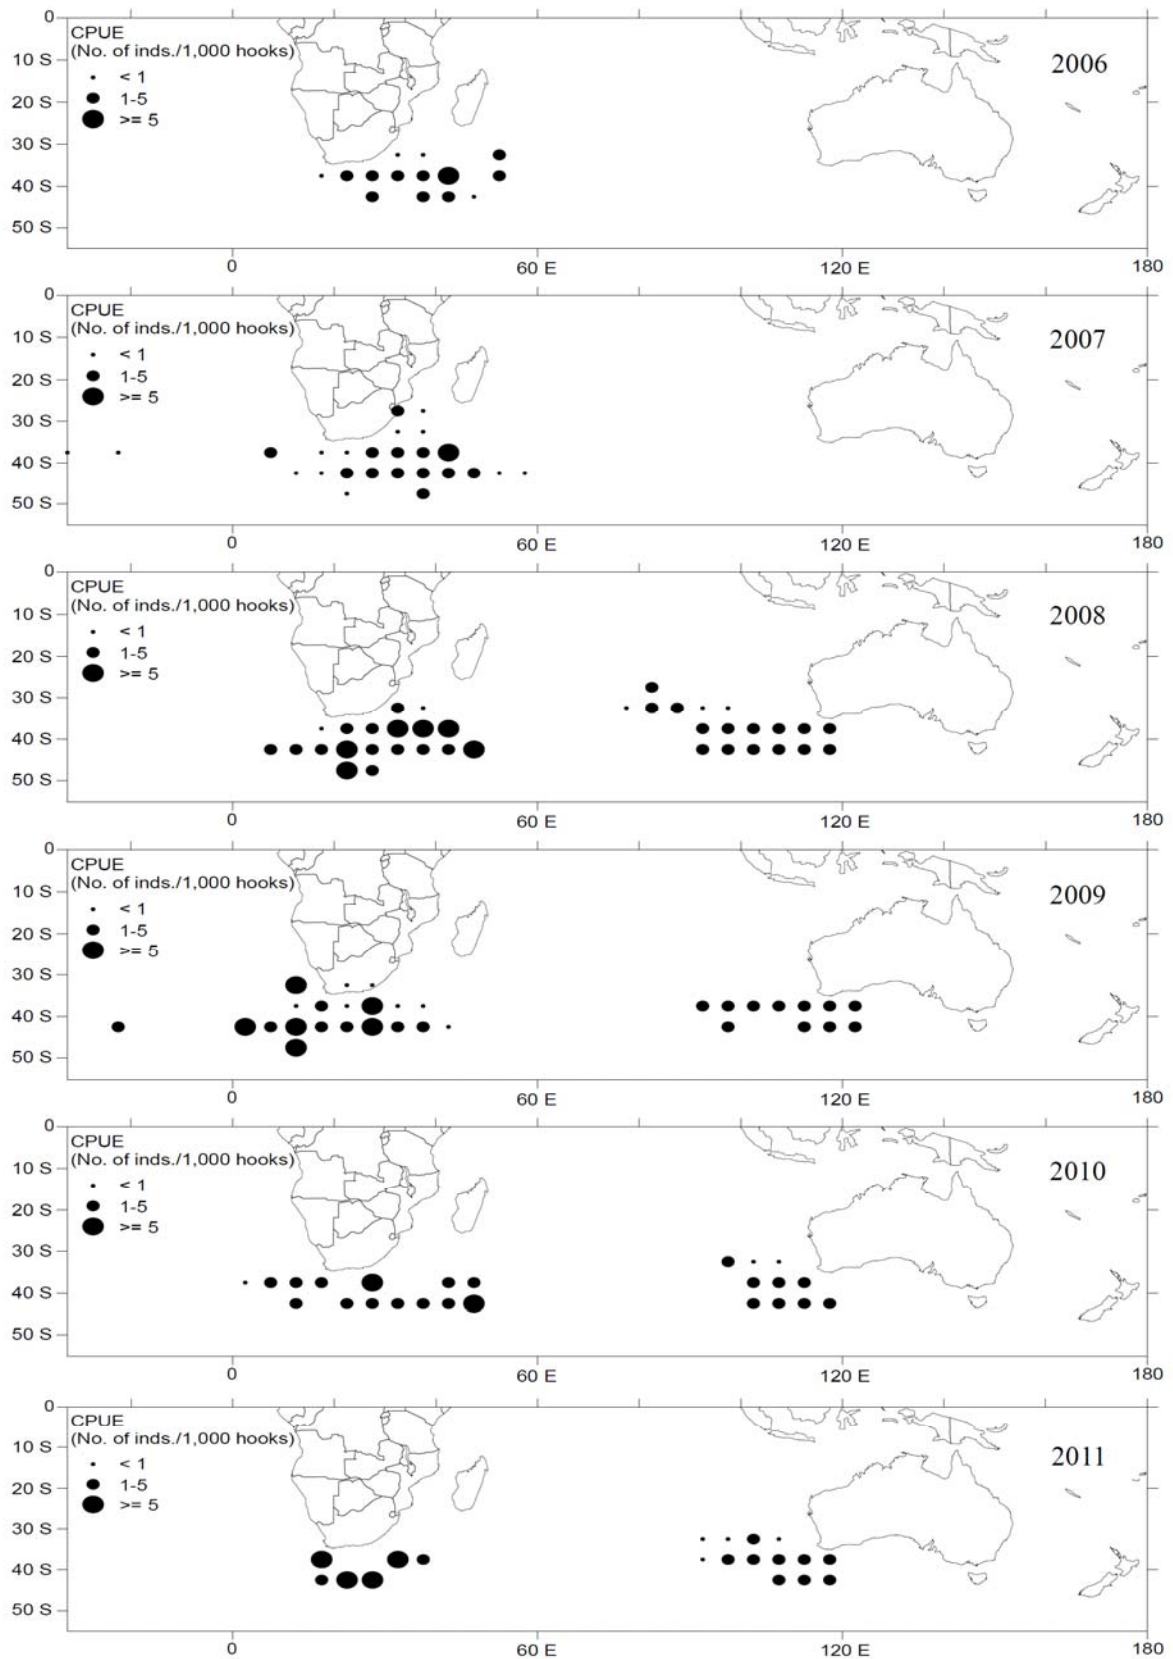 0
CPUE
(No. of inds./1,000 hooks)
2006
10 S
< 1
20 S
1-5
>= 5
30 S
40 S
50 S
0
60 E
120 E
180
0
CPUE
(No. of inds./1,000 hooks)
2007
10 S
< 1
20 S
1-5
>= 5
30 S
40 S
50 S
0
60 E
120 E
180
CPUE
(No. of inds./1,000 hooks)
2008
10 S
< 1
20 S
1-5
>= 5
30 S
40 S
50 S
0
60 E
120 E
180
0
CPUE
(No. of inds./1,000 hooks)
2009
10 S
< 1
20 S
1-5
>= 5
30 S
40 S
50 S
0
60 E
120 E
180
0
CPUE
(No. of inds./1,000 hooks)
2010
10 S
< 1
20 S
1-5
>= 5
30 S
40 S
50 S
0
60 E
120 E
180
0
CPUE
(No. of inds./1,000 hooks)
2011
10 S
< 1
20 S
1-5
>= 5
30 S
40 S
50 S
0
60 E
120 E
180